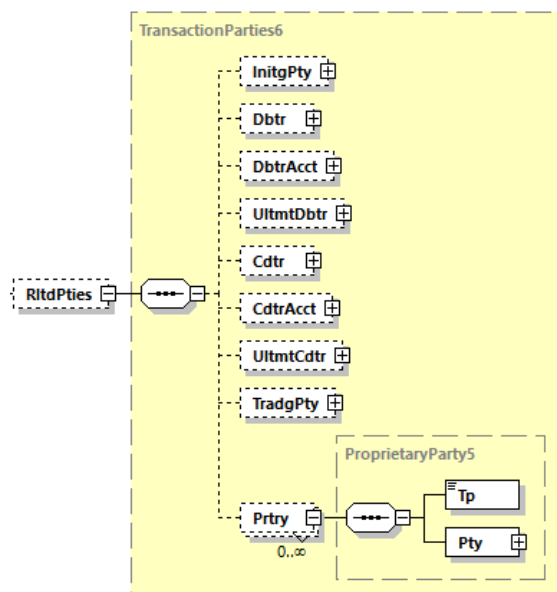 TransactionParties6
InitgPty
Dbtr
DbtrAcct
UltmtDbtr
Cdtr
RltdPties
CdtrAcct
UltmtCdtr
TradgPty
ProprietaryParty5
Tp
Prtry
Pty
0..∞